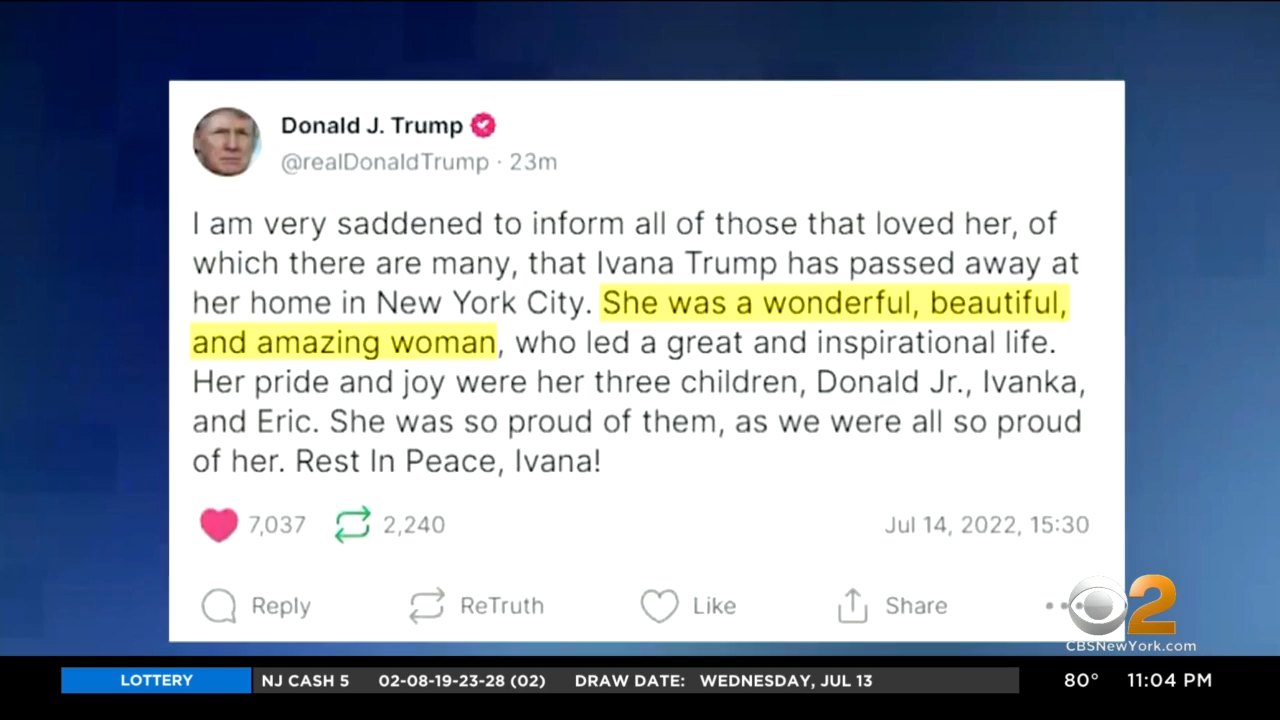 Donald J. Trump
@realDonaldTrump · 23m
I am very saddened to inform all of those that loved her, of
which there are many, that Ivana Trump has passed away at
her home in New York City. She was a wonderful, beautiful,
and amazing woman, who led a great and inspirational life.
Her pride and joy were her three children, Donald Jr., Ivanka,
and Eric. She was so proud of them, as we were all so proud
of her. Rest In Peace, Ivana!
7,037 2,240 Jul 14, 2022, 15:30
Reply ReTruth Like Share
2
CBSNewYork.com
LOTTERY NJ CASH 5 02-08-19-23-28 (02) DRAW DATE: WEDNESDAY, JUL 13 80° 11:04 PM